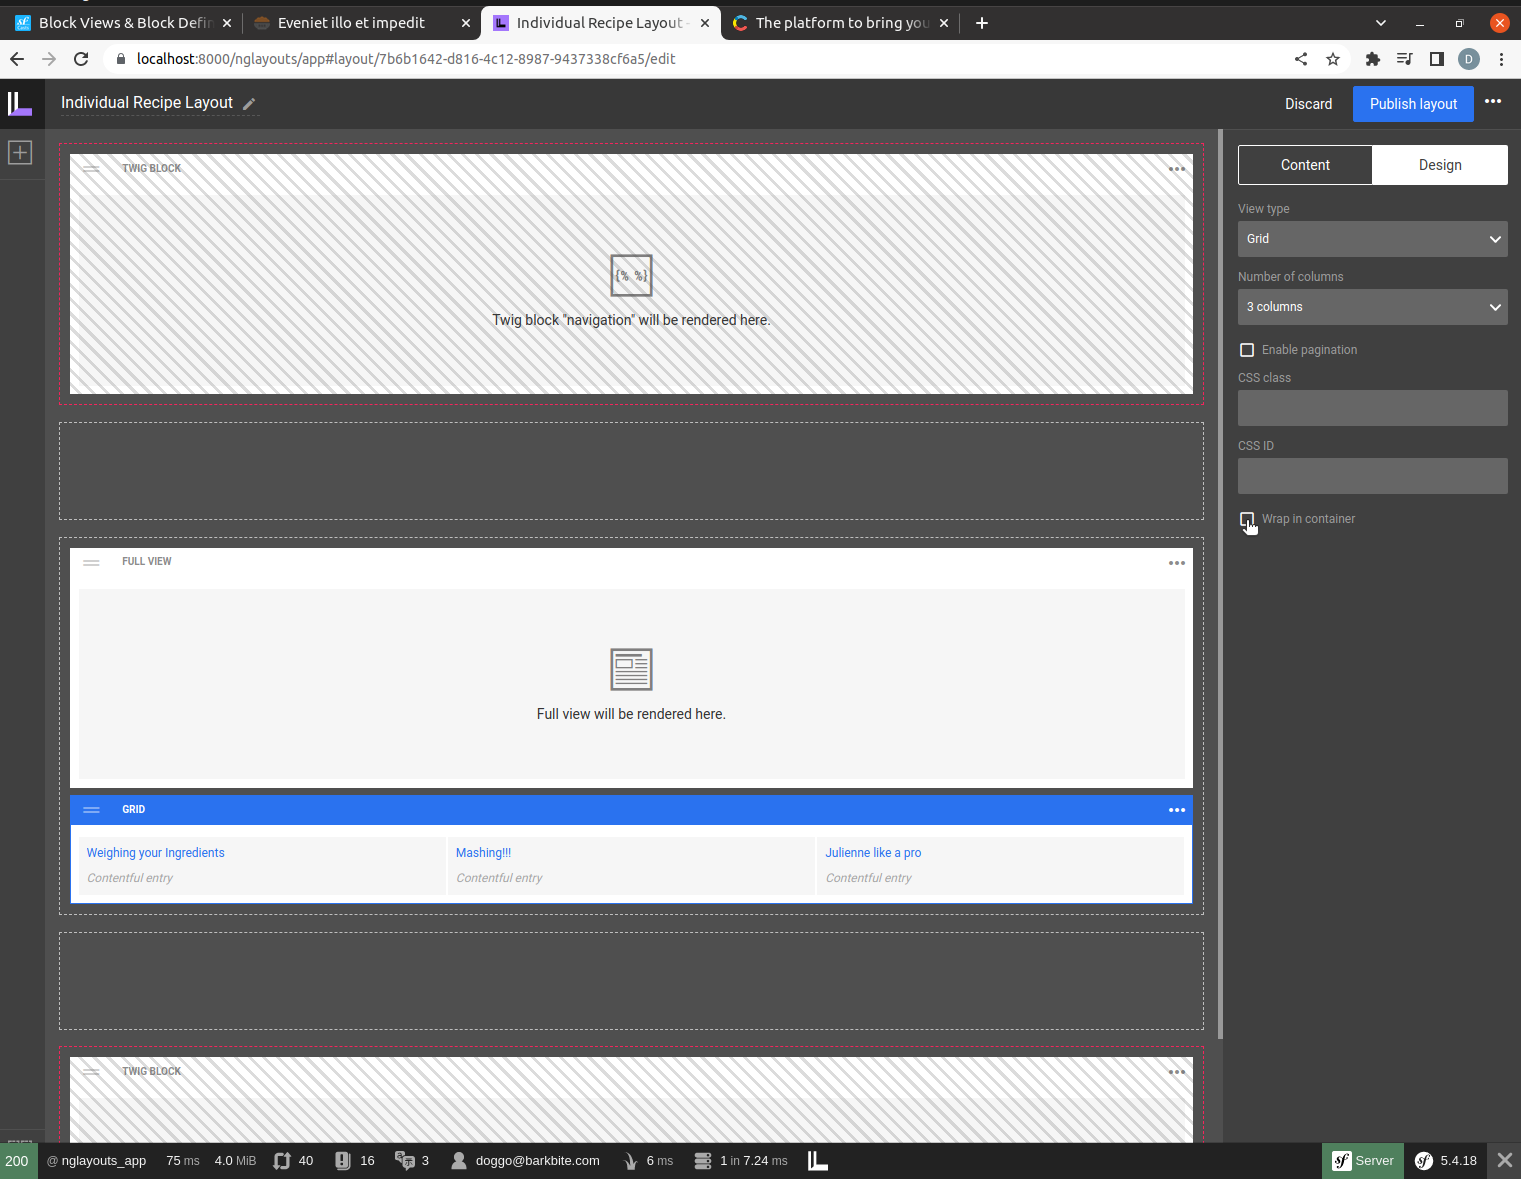 Block Views & Block Defin
Eveniet illo et impedit
Individual Recipe Layout -
The platform to bring you
localhost:8000/nglayouts/app#layout/7b6b1642-d816-4c12-8987-9437338cf6a5/edit
D
Individual Recipe Layout
Discard
Publish layout
TWIG BLOCK
{% %}
Twig block "navigation" will be rendered here.
FULL VIEW
Full view will be rendered here.
GRID
Weighing your Ingredients
Contentful entry
Mashing!!!
Contentful entry
Julienne like a pro
Contentful entry
TWIG BLOCK
Content
Design
View type
Grid
Number of columns
3 columns
Enable pagination
CSS class
CSS ID
Wrap in container
200 @ nglayouts_app 75 ms 4.0 MiB 40 16 3 doggo@barkbite.com 6 ms 1 in 7.24 ms Server 5.4.18